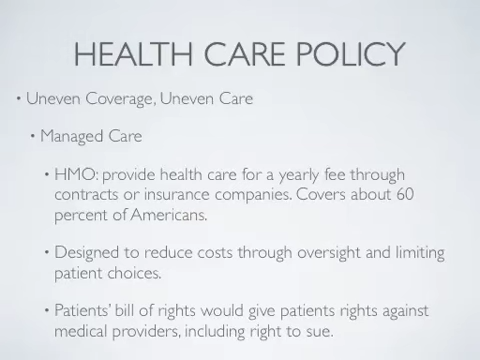 HEALTH CARE POLICY
• Uneven Coverage, Uneven Care
• Managed Care
• HMO: provide health care for a yearly fee through
contracts or insurance companies. Covers about 60
percent of Americans.
• Designed to reduce costs through oversight and limiting
patient choices.
• Patients' bill of rights would give patients rights against
medical providers, including right to sue.